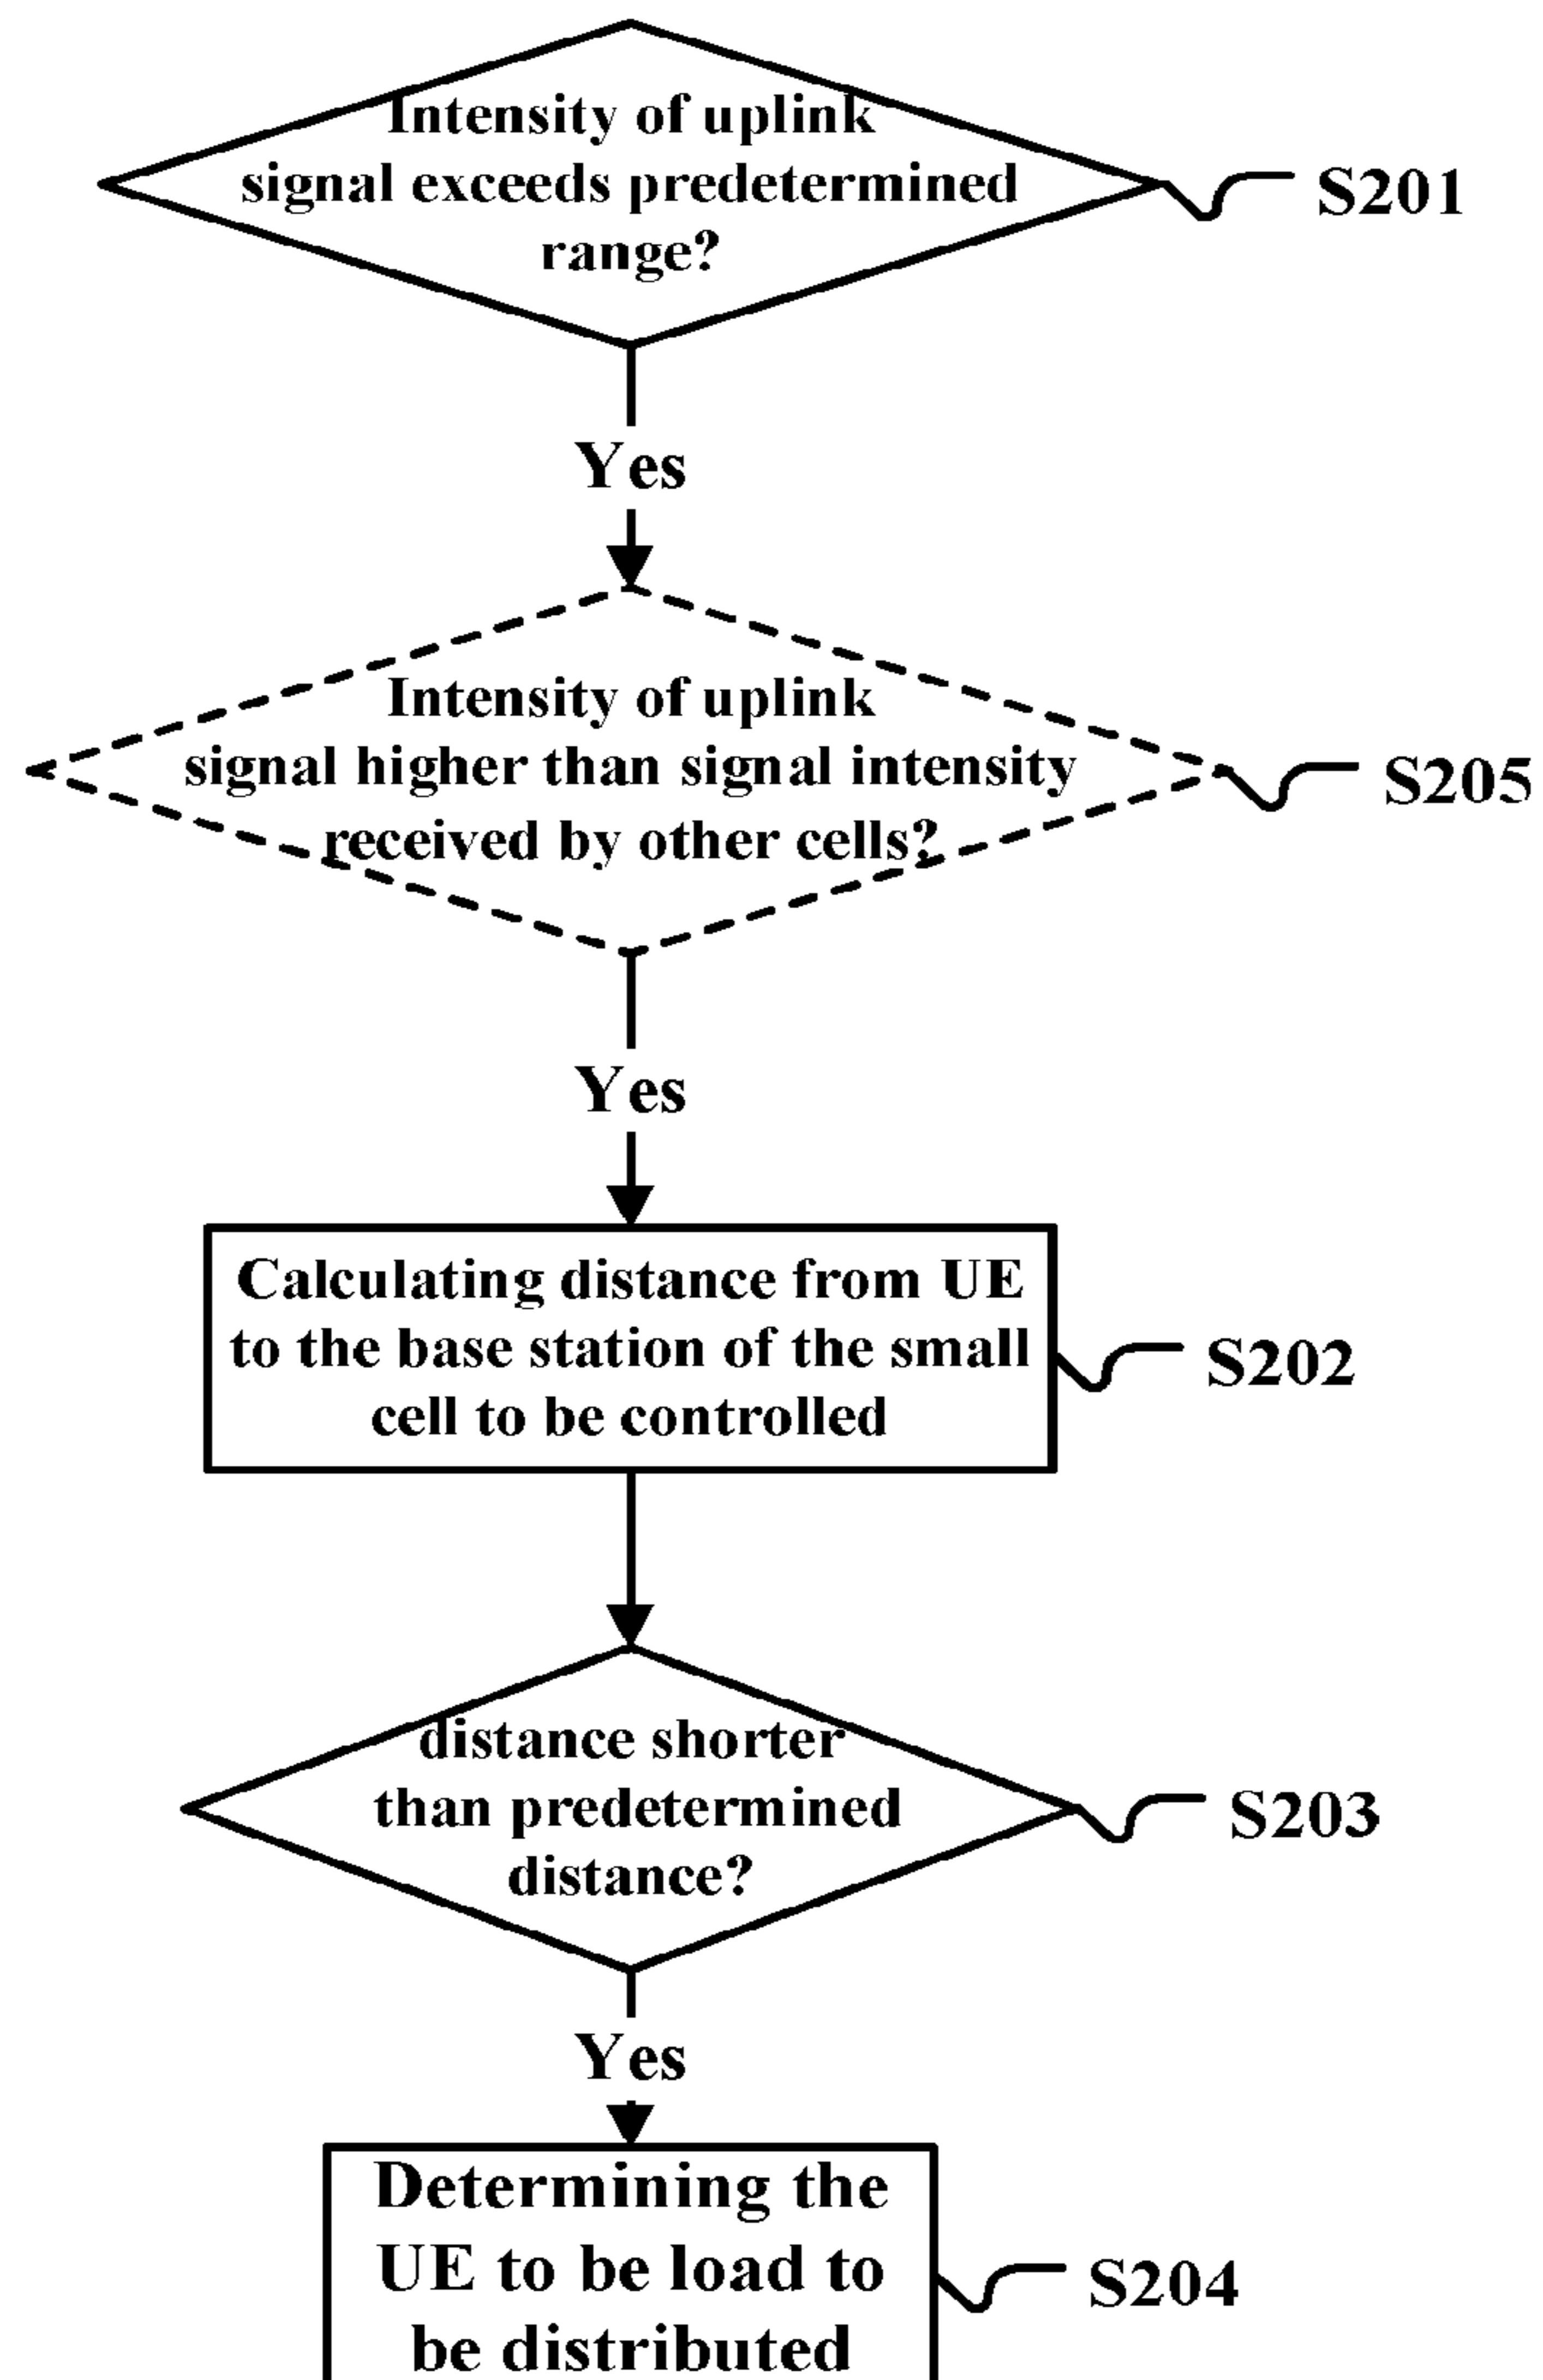 Intensity of uplink
signal exceeds predetermined
range?
S201
Yes
Intensity of uplink
signal higher than signal intensity
received by other cells?
S205
Yes
Calculating distance from UE
to the base station of the small
cell to be controlled
S202
distance shorter
than predetermined
distance?
S203
Yes
Determining the
UE to be load to
be distributed
S204